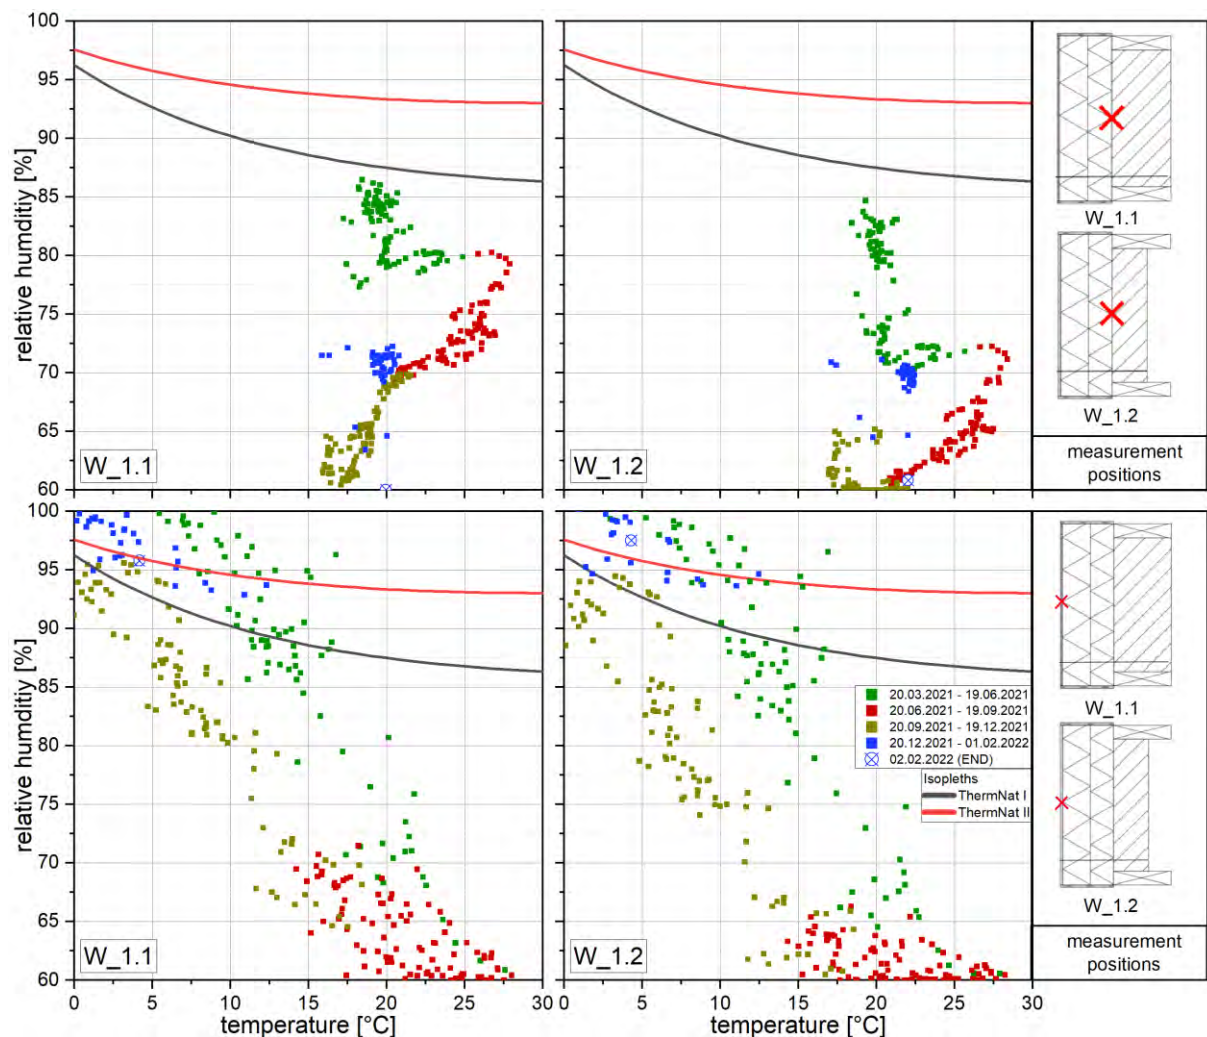 100
95
90
85
80
75
70
65
60
relative humditiy [%]
W_1.1
W_1.2
W_1.1
W_1.2
measurement
positions
100
95
90
85
80
75
70
65
60
relative humditiy [%]
W_1.1
0
5
10
15
20
25
30
temperature [°C]
20.03.2021 - 19.06.2021
20.06.2021 - 19.09.2021
20.09.2021 - 19.12.2021
20.12.2021 - 01.02.2022
02.02.2022 (END)
Isopleths
ThermNat I
ThermNat II
W_1.2
0
5
10
15
20
25
30
temperature [°C]
W_1.1
W_1.2
measurement
positions